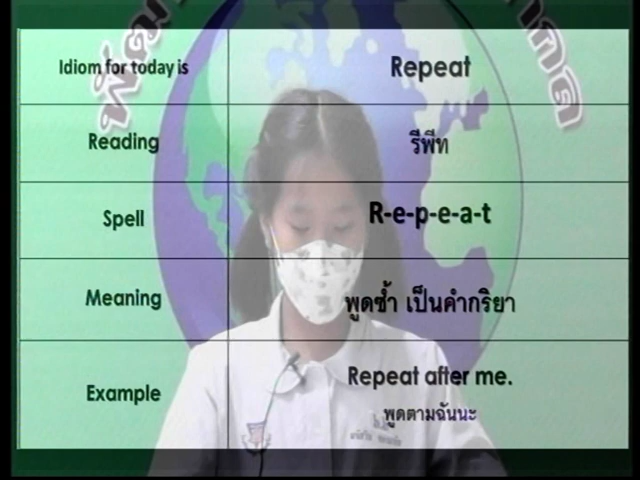 Idiom for today is
Repeat
Reading
รีพีท
Spell
R-e-p-e-a-t
Meaning
พูดซ้ำ เป็นคำกริยา
Example
Repeat after me.
พูดตามฉันนะ